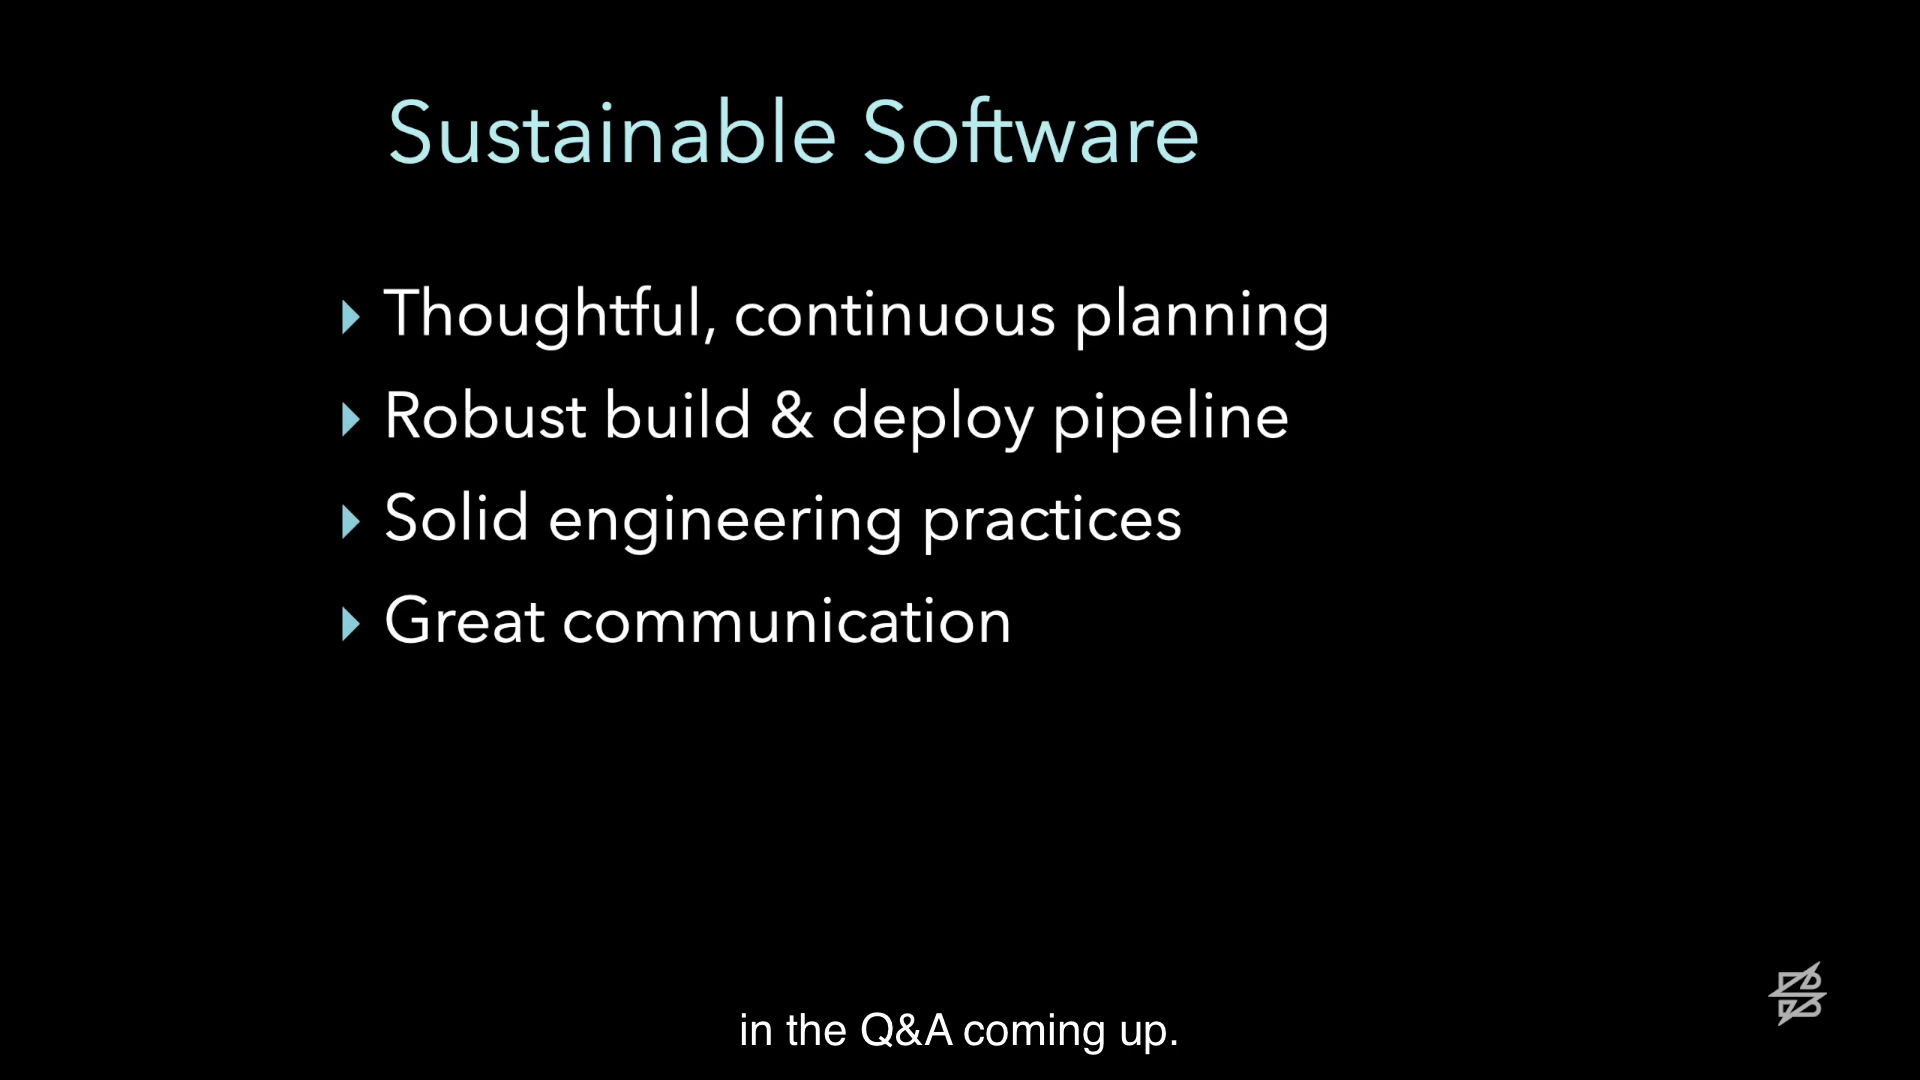 Sustainable Software
Thoughtful, continuous planning
Robust build & deploy pipeline
Solid engineering practices
Great communication
in the Q&A coming up.